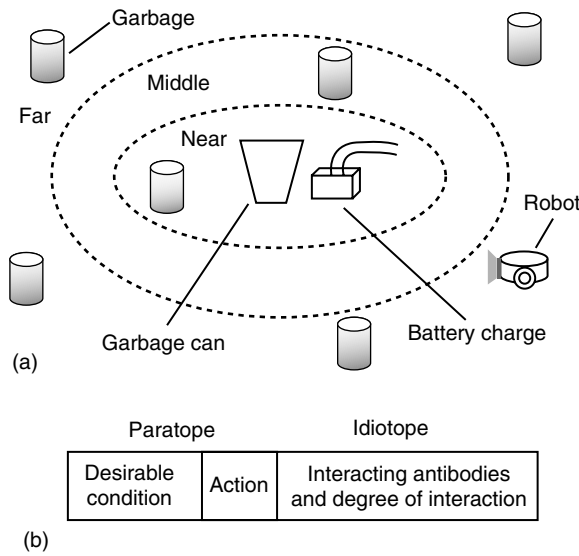 Garbage
Middle
Far
Near
Robot
Garbage can
Battery charge
(a)
Paratope
Idiotope
Desirable
condition
Action
Interacting antibodies
and degree of interaction
(b)